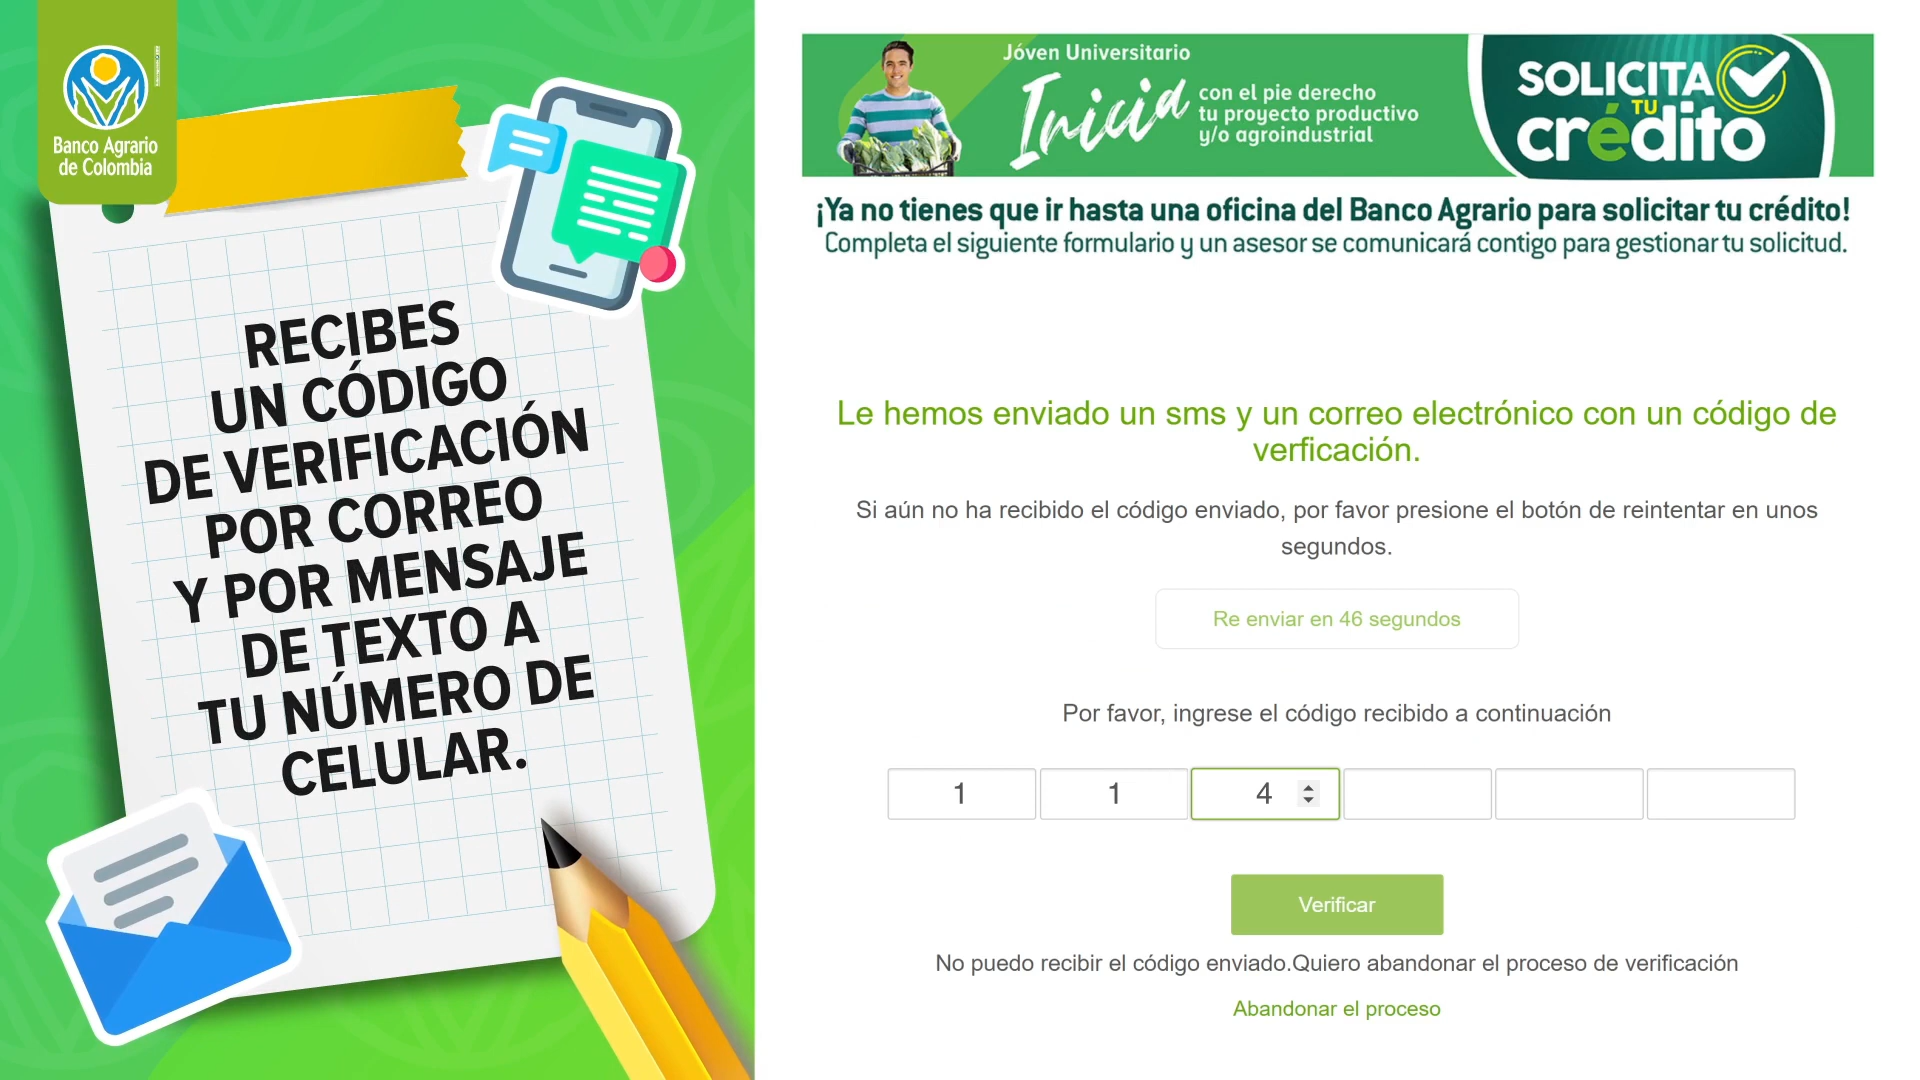 Banco Agrario
de Colombia
RECIBES
UN CÓDIGO
DE VERIFICACIÓN
POR CORREO
Y POR MENSAJE
DE TEXTO A
TU NÚMERO DE
CELULAR.
Jóven Universitario
Inicia
con el pie derecho
tu proyecto productivo
y/o agroindustrial
SOLICITA
TU
crédito
¡Ya no tienes que ir hasta una oficina del Banco Agrario para solicitar tu crédito!
Completa el siguiente formulario y un asesor se comunicará contigo para gestionar tu solicitud.
Le hemos enviado un sms y un correo electrónico con un código de
verficación.
Si aún no ha recibido el código enviado, por favor presione el botón de reintentar en unos
segundos.
Re enviar en 46 segundos
Por favor, ingrese el código recibido a continuación
1 1 4
Verificar
No puedo recibir el código enviado.Quiero abandonar el proceso de verificación
Abandonar el proceso